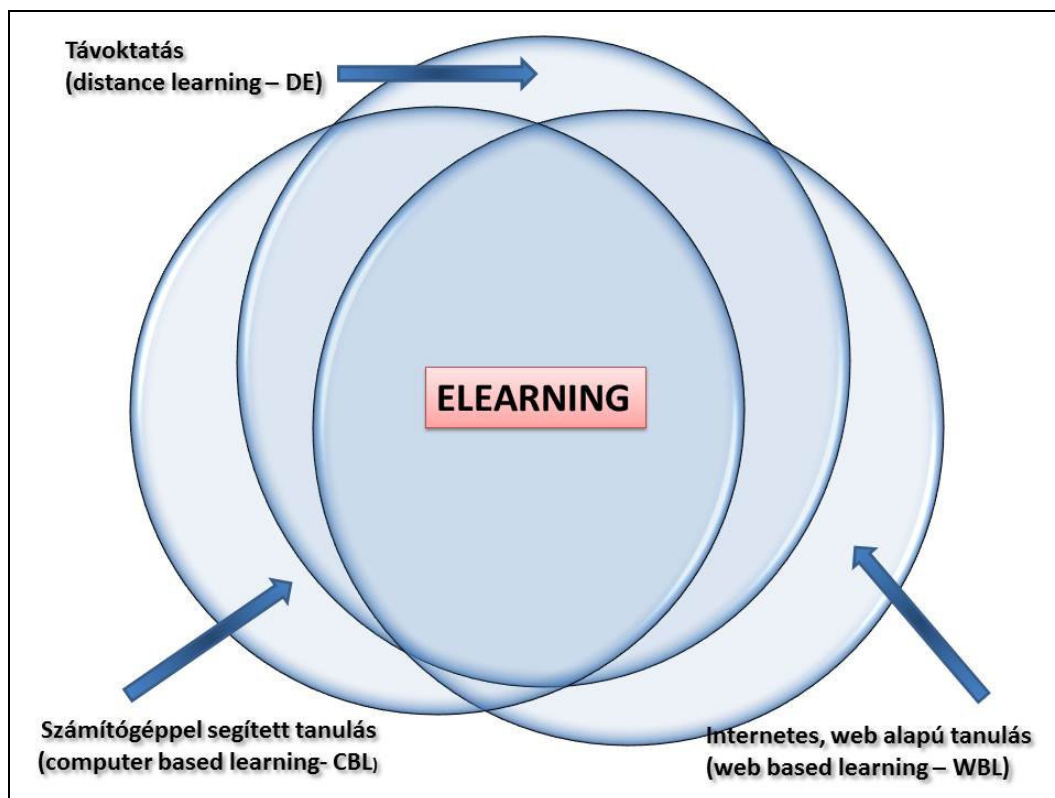 Távoktatás
(distance learning – DE)
ELEARNING
Számítógéppel segített tanulás
(computer based learning- CBL)
Internetes, web alapú tanulás
(web based learning – WBL)